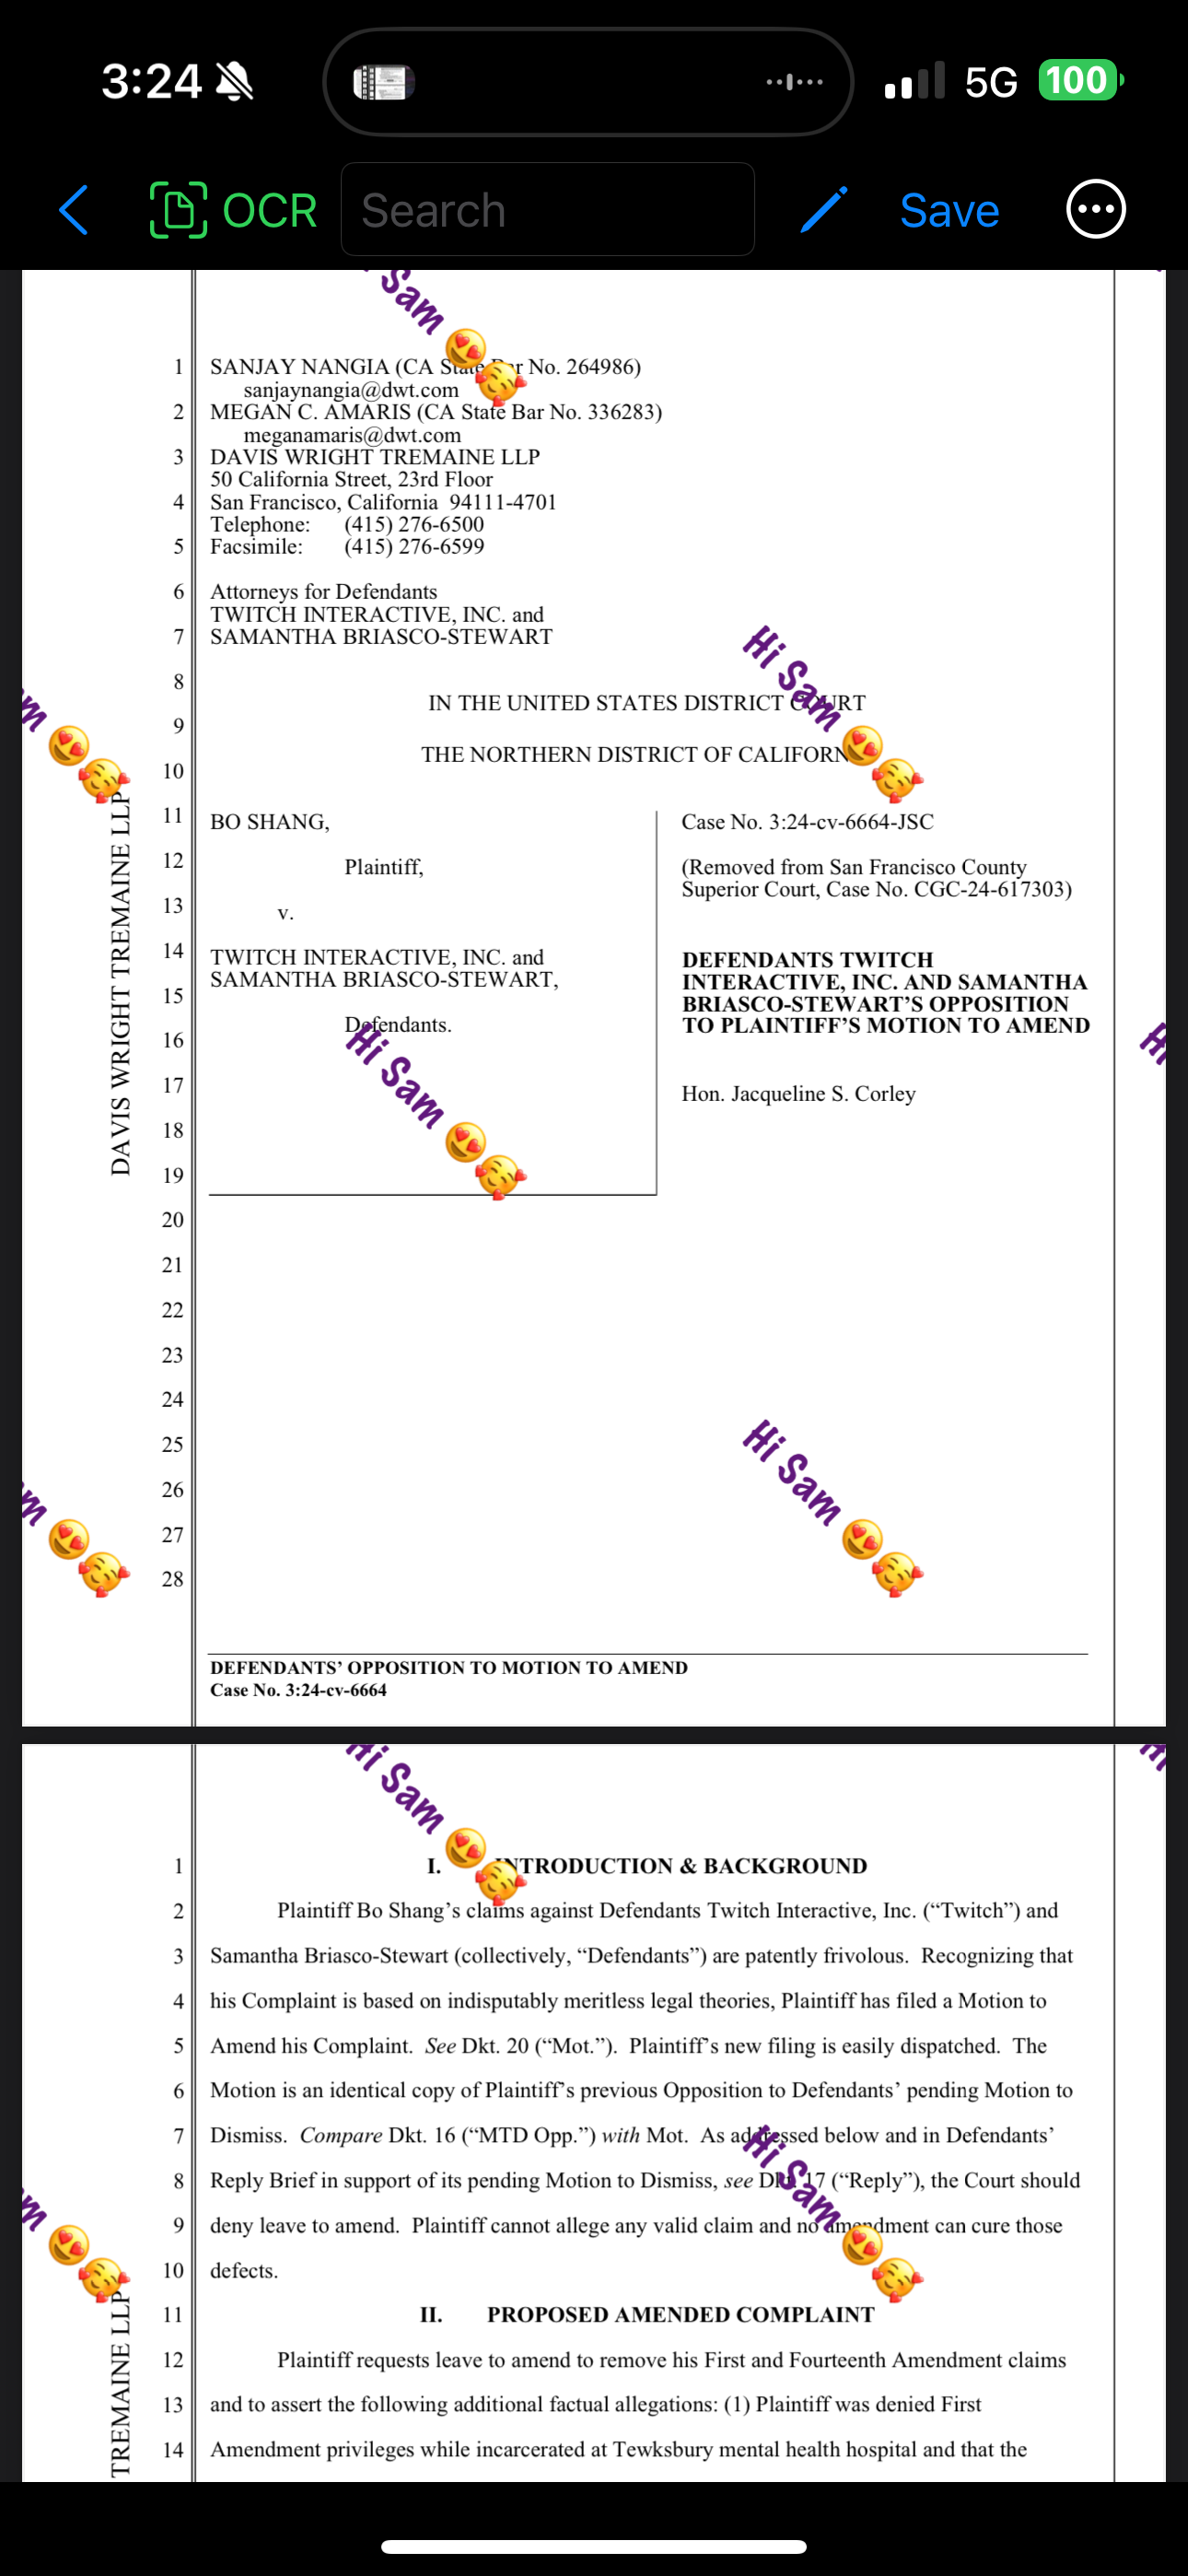 3:24
5G
100
OCR
Search
Save
Sam 😍🥰
1
SANJAY NANGIA (CA State Bar No. 264986)
sanjaynangia@dwt.com
2
MEGAN C. AMARIS (CA State Bar No. 336283)
meganamaris@dwt.com
3
DAVIS WRIGHT TREMAINE LLP
50 California Street, 23rd Floor
4
San Francisco, California 94111-4701
Telephone: (415) 276-6500
5
Facsimile: (415) 276-6599
6
Attorneys for Defendants
TWITCH INTERACTIVE, INC. and
7
SAMANTHA BRIASCO-STEWART
Hi Sam 😍🥰
8
IN THE UNITED STATES DISTRICT COURT
9
THE NORTHERN DISTRICT OF CALIFORN
10
DAVIS WRIGHT TREMAINE LLP
11
BO SHANG,
Case No. 3:24-cv-6664-JSC
12
Plaintiff,
(Removed from San Francisco County
Superior Court, Case No. CGC-24-617303)
13
v.
14
TWITCH INTERACTIVE, INC. and
SAMANTHA BRIASCO-STEWART,
DEFENDANTS TWITCH
INTERACTIVE, INC. AND SAMANTHA
BRIASCO-STEWART’S OPPOSITION
TO PLAINTIFF’S MOTION TO AMEND
15
Defendants.
16
Hi Sam 😍🥰
17
Hon. Jacqueline S. Corley
18
19
20
21
22
23
24
25
Hi Sam 😍🥰
26
27
28
DEFENDANTS’ OPPOSITION TO MOTION TO AMEND
Case No. 3:24-cv-6664
Hi Sam 😍🥰
1
I. INTRODUCTION & BACKGROUND
2
Plaintiff Bo Shang’s claims against Defendants Twitch Interactive, Inc. (“Twitch”) and
3
Samantha Briasco-Stewart (collectively, “Defendants”) are patently frivolous. Recognizing that
4
his Complaint is based on indisputably meritless legal theories, Plaintiff has filed a Motion to
5
Amend his Complaint. See Dkt. 20 (“Mot.”). Plaintiff’s new filing is easily dispatched. The
6
Motion is an identical copy of Plaintiff’s previous Opposition to Defendants’ pending Motion to
7
Dismiss. Compare Dkt. 16 (“MTD Opp.”) with Mot. As addressed below and in Defendants’
Hi Sam 😍🥰
8
Reply Brief in support of its pending Motion to Dismiss, see Dkt. 17 (“Reply”), the Court should
9
deny leave to amend. Plaintiff cannot allege any valid claim and no amendment can cure those
10
defects.
11
II. PROPOSED AMENDED COMPLAINT
12
Plaintiff requests leave to amend to remove his First and Fourteenth Amendment claims
13
and to assert the following additional factual allegations: (1) Plaintiff was denied First
14
Amendment privileges while incarcerated at Tewksbury mental health hospital and that the
TREMAINE LLP